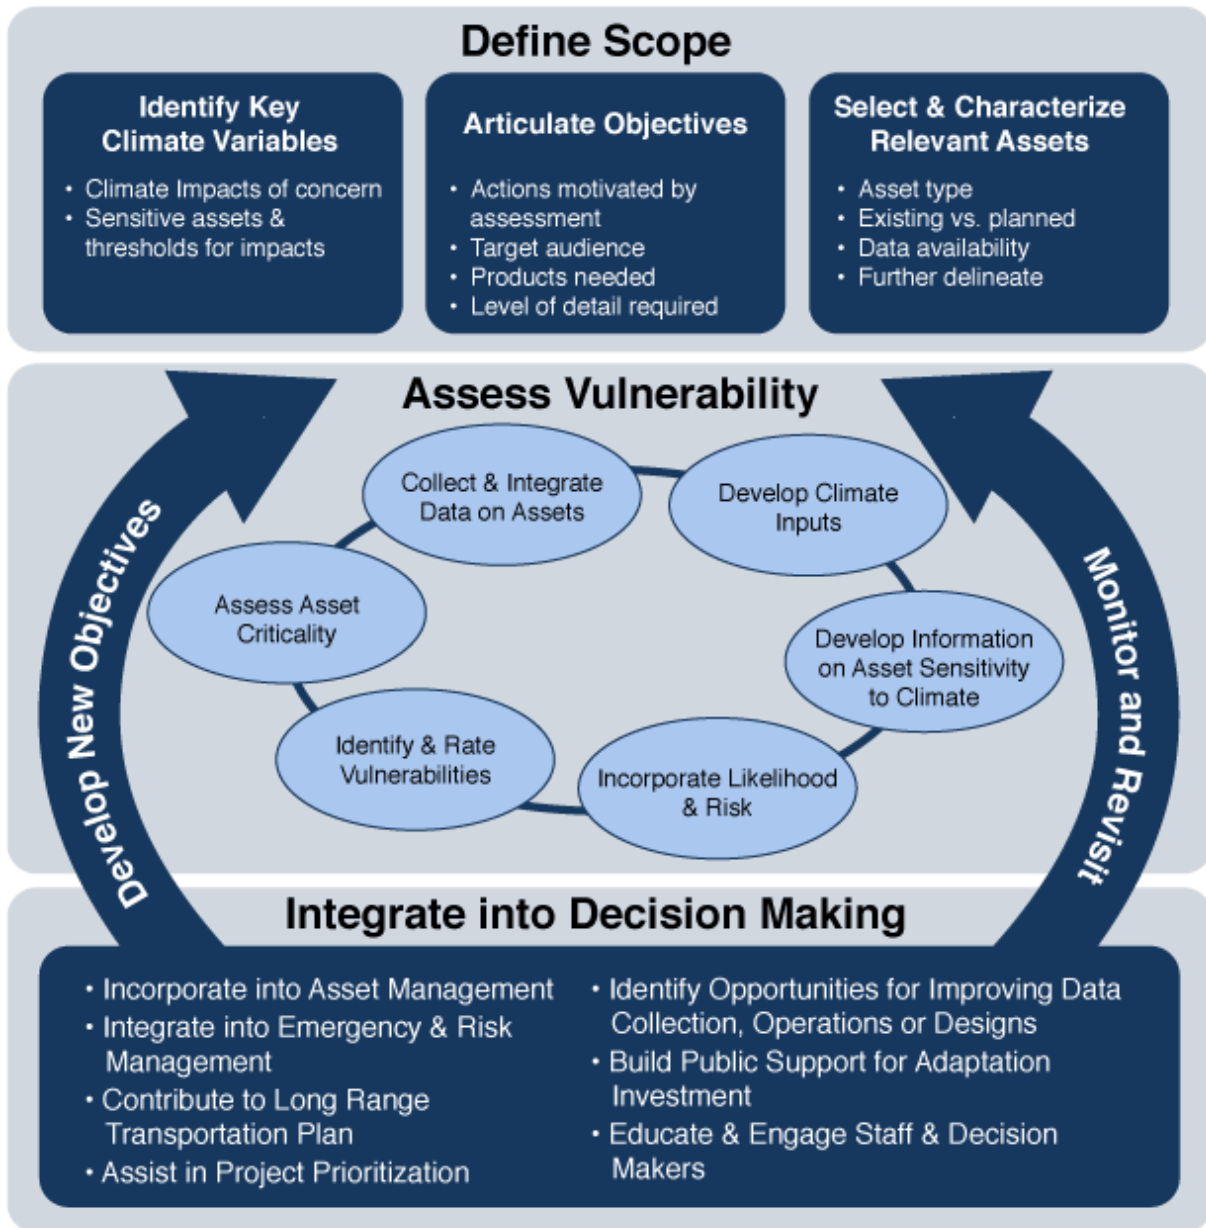 Define Scope
Identify Key
Climate Variables
• Climate Impacts of concern
• Sensitive assets &
thresholds for impacts
Articulate Objectives
• Actions motivated by
assessment
• Target audience
• Products needed
• Level of detail required
Select & Characterize
Relevant Assets
• Asset type
• Existing vs. planned
• Data availability
• Further delineate
Assess Vulnerability
Collect & Integrate
Data on Assets
Develop Climate
Inputs
Assess Asset
Criticality
Develop Information
on Asset Sensitivity
to Climate
Identify & Rate
Vulnerabilities
Incorporate Likelihood
& Risk
Develop New Objectives
Monitor and Revisit
Integrate into Decision Making
• Incorporate into Asset Management
• Integrate into Emergency & Risk
Management
• Contribute to Long Range
Transportation Plan
• Assist in Project Prioritization
• Identify Opportunities for Improving Data
Collection, Operations or Designs
• Build Public Support for Adaptation
Investment
• Educate & Engage Staff & Decision
Makers